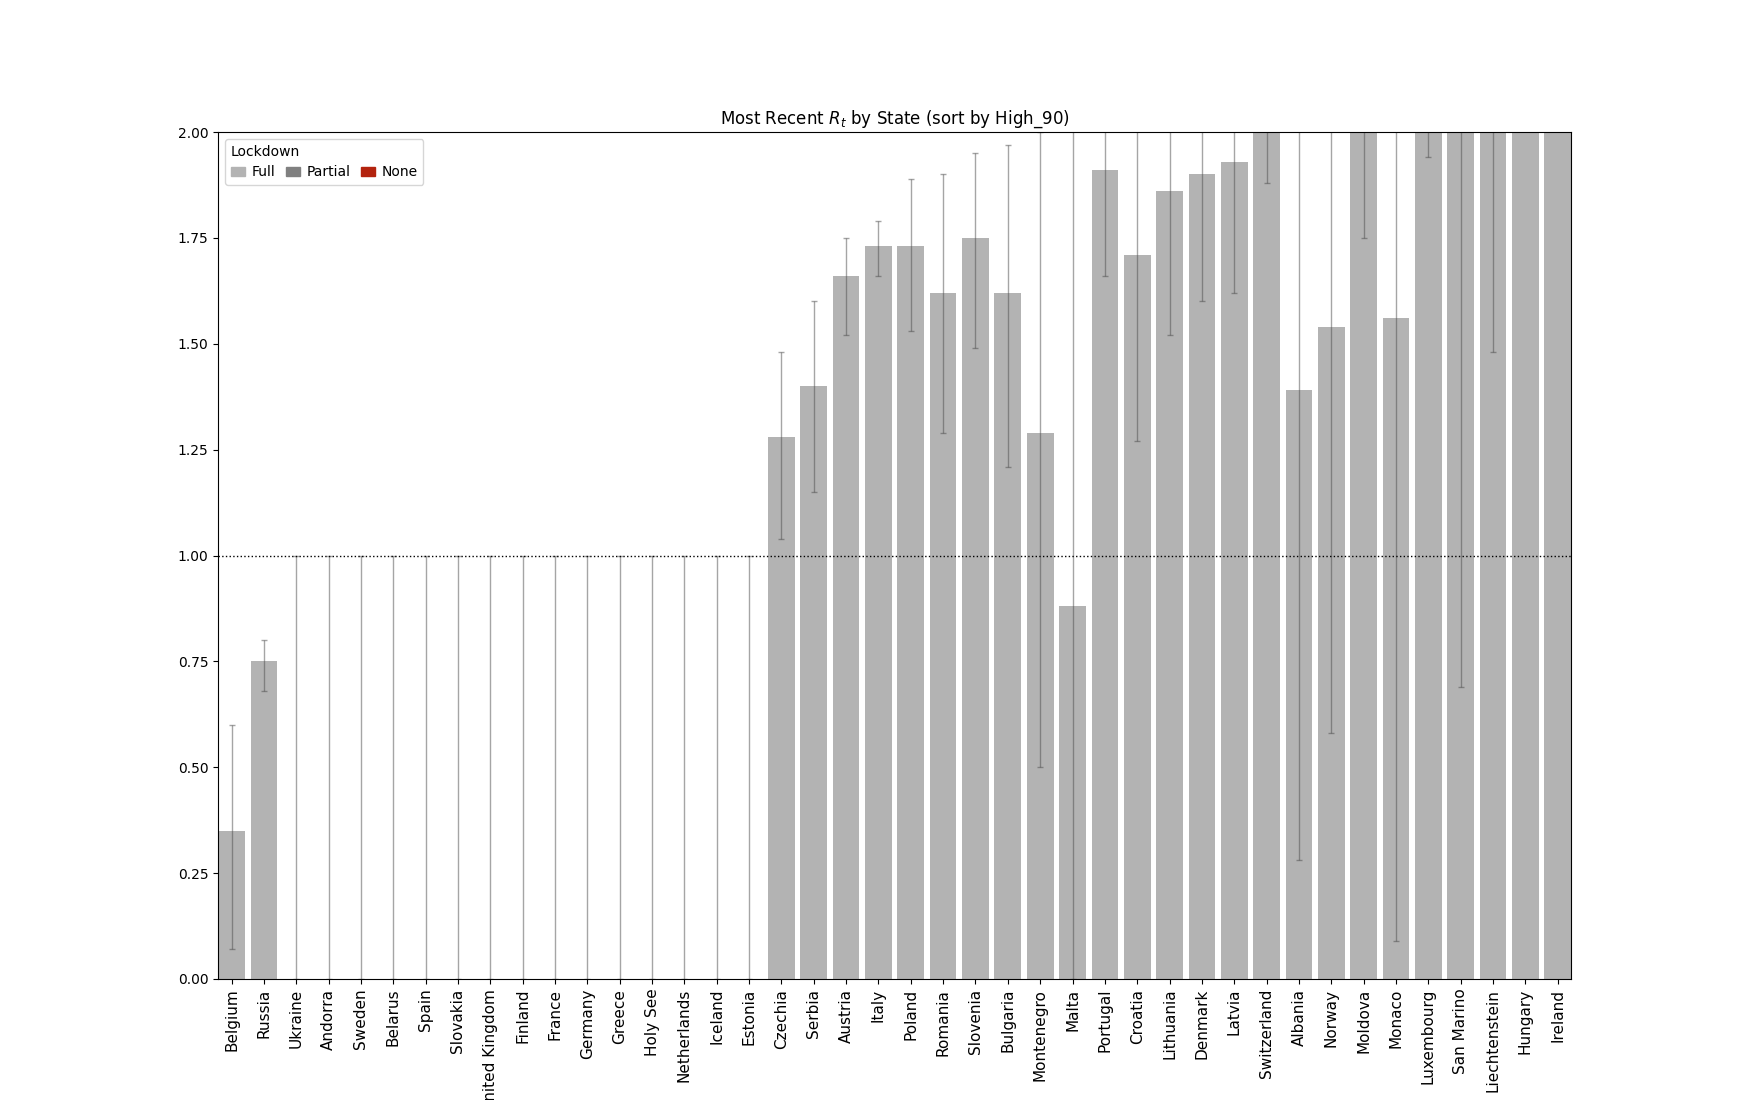 Most Recent Rt by State (sort by High_90)
Lockdown
Full Partial None
2.00
1.75
1.50
1.25
1.00
0.75
0.50
0.25
0.00
Belgium
Russia
Ukraine
Andorra
Sweden
Belarus
Spain
Slovakia
nited Kingdom
Finland
France
Germany
Greece
Holy See
Netherlands
Iceland
Estonia
Czechia
Serbia
Austria
Italy
Poland
Romania
Slovenia
Bulgaria
Montenegro
Malta
Portugal
Croatia
Lithuania
Denmark
Latvia
Switzerland
Albania
Norway
Moldova
Monaco
Luxembourg
San Marino
Liechtenstein
Hungary
Ireland